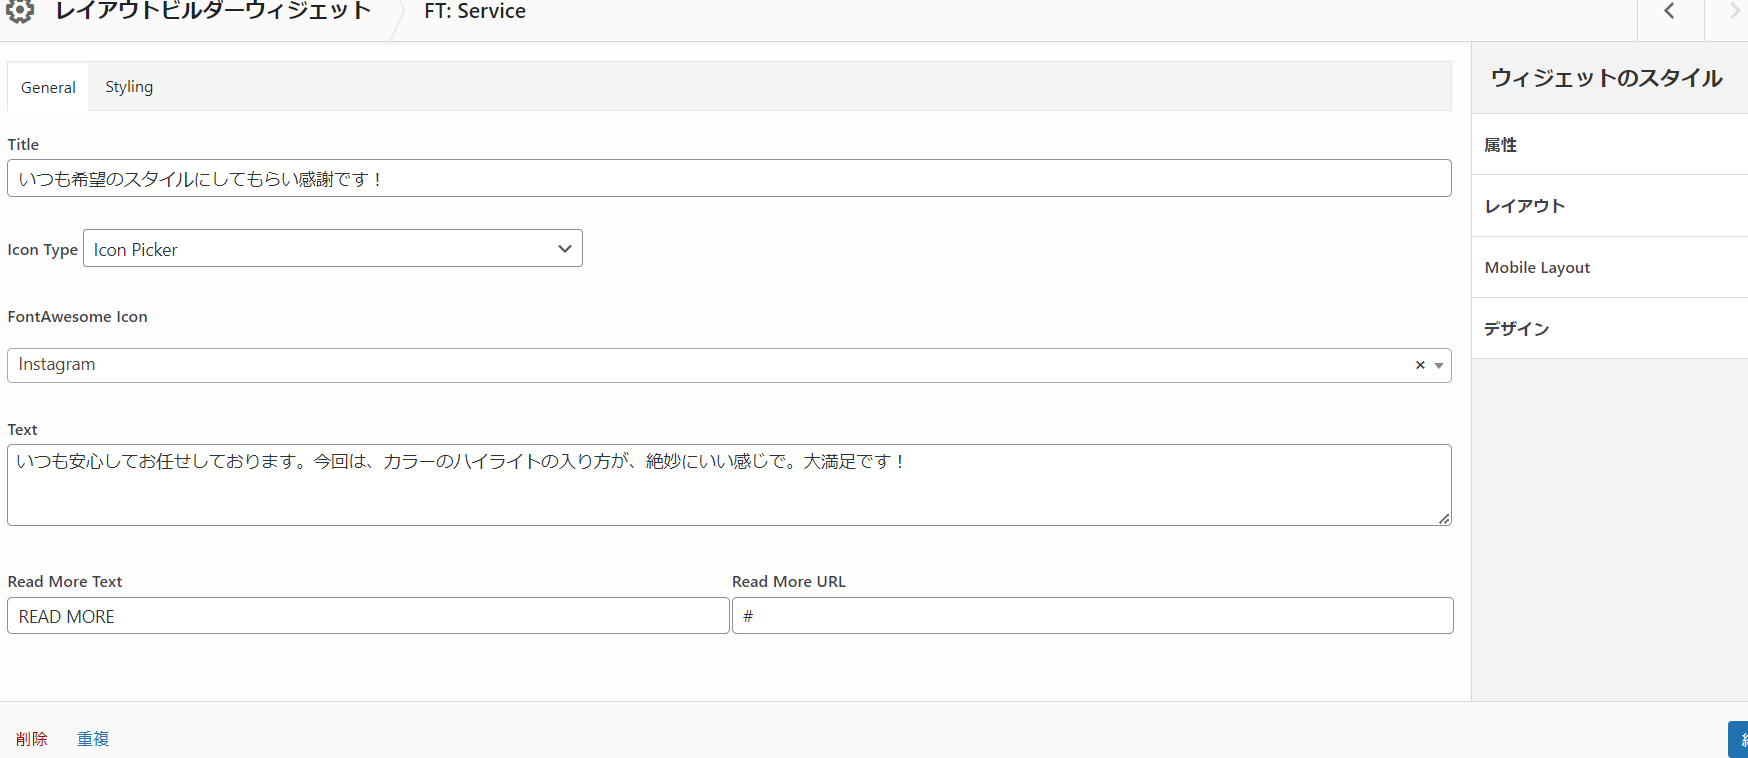 レイアウトビルダーウィジェット FT: Service
General Styling
Title
いつも希望のスタイルにしてもらい感謝です！
Icon Type Icon Picker
FontAwesome Icon
Instagram
Text
いつも安心してお任せしております。今回は、カラーのハイライトの入り方が、絶妙にいい感じで。大満足です！
Read More Text Read More URL
READ MORE #
ウィジェットのスタイル
属性
レイアウト
Mobile Layout
デザイン
削除 重複